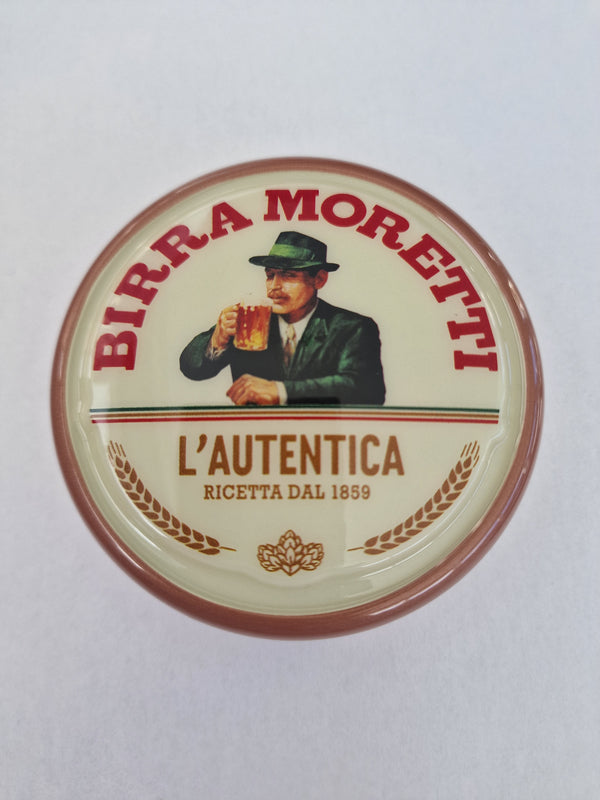 BIRRA MORETTI
L'AUTENTICA
RICETTA DAL 1859